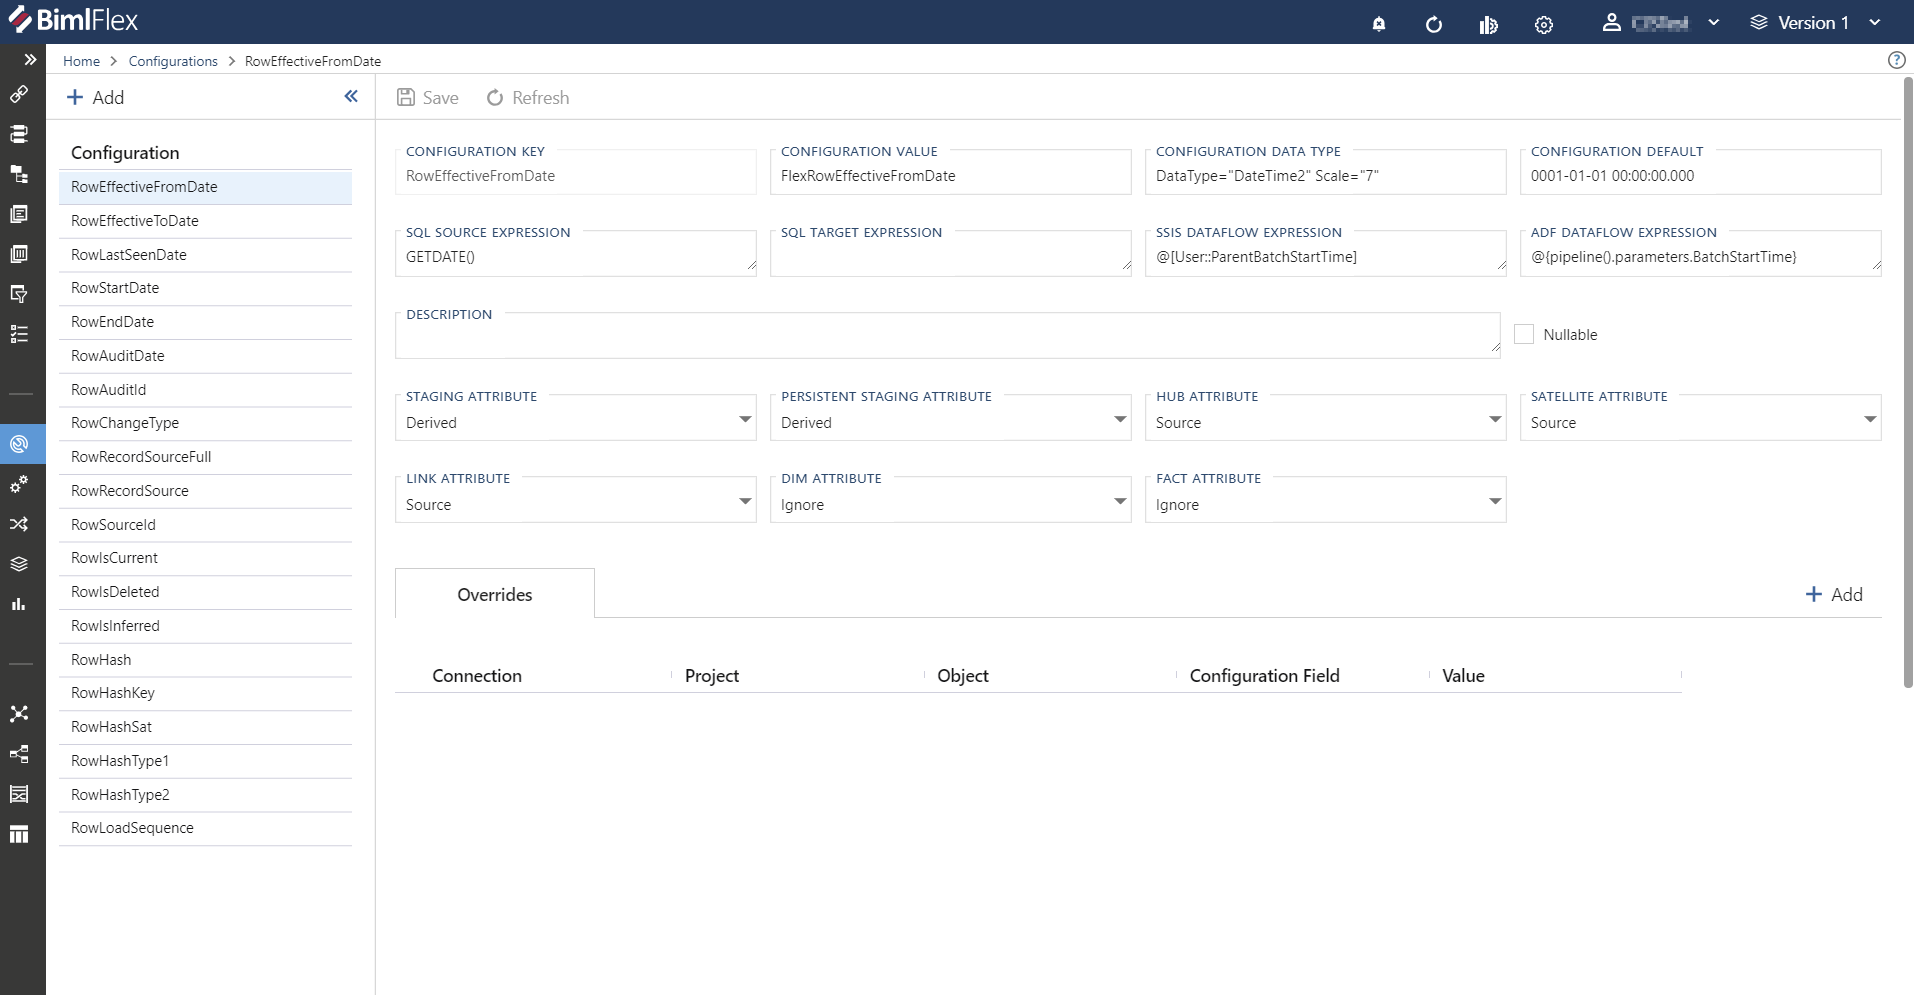 BimlFlex
Version 1
Home > Configurations > RowEffectiveFromDate
+ Add
Save
Refresh
Configuration
RowEffectiveFromDate
RowEffectiveToDate
RowLastSeenDate
RowStartDate
RowEndDate
RowAuditDate
RowAuditId
RowChangeType
RowRecordSourceFull
RowRecordSource
RowSourceId
RowIsCurrent
RowIsDeleted
RowIsInferred
RowHash
RowHashKey
RowHashSat
RowHashType1
RowHashType2
RowLoadSequence
CONFIGURATION KEY
RowEffectiveFromDate
CONFIGURATION VALUE
FlexRowEffectiveFromDate
CONFIGURATION DATA TYPE
DataType="DateTime2" Scale="7"
CONFIGURATION DEFAULT
0001-01-01 00:00:00.000
SQL SOURCE EXPRESSION
GETDATE()
SQL TARGET EXPRESSION
SSIS DATAFLOW EXPRESSION
@[User::ParentBatchStartTime]
ADF DATAFLOW EXPRESSION
@{pipeline().parameters.BatchStartTime}
DESCRIPTION
Nullable
STAGING ATTRIBUTE
Derived
PERSISTENT STAGING ATTRIBUTE
Derived
HUB ATTRIBUTE
Source
SATELLITE ATTRIBUTE
Source
LINK ATTRIBUTE
Source
DIM ATTRIBUTE
Ignore
FACT ATTRIBUTE
Ignore
Overrides
+ Add
Connection
Project
Object
Configuration Field
Value